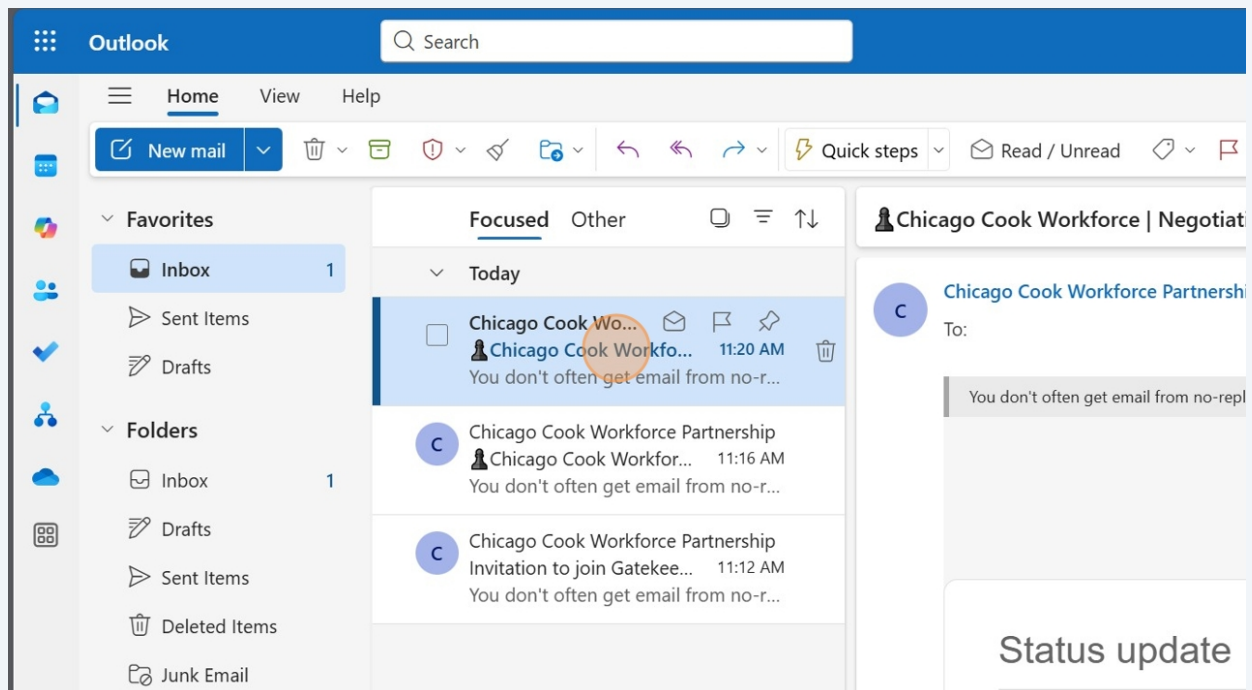 Outlook
Search
Home View Help
New mail
Quick steps
Read / Unread
Favorites
Inbox 1
Sent Items
Drafts
Folders
Inbox 1
Drafts
Sent Items
Deleted Items
Junk Email
Focused Other
Today
Chicago Cook Wo...
Chicago Cook Workfo... 11:20 AM
You don't often get email from no-r...
C
Chicago Cook Workforce Partnership
Chicago Cook Workfor... 11:16 AM
You don't often get email from no-r...
C
Chicago Cook Workforce Partnership
Invitation to join Gatekee... 11:12 AM
You don't often get email from no-r...
Chicago Cook Workforce | Negotiati
C
Chicago Cook Workforce Partnershi
To:
You don't often get email from no-repl
Status update